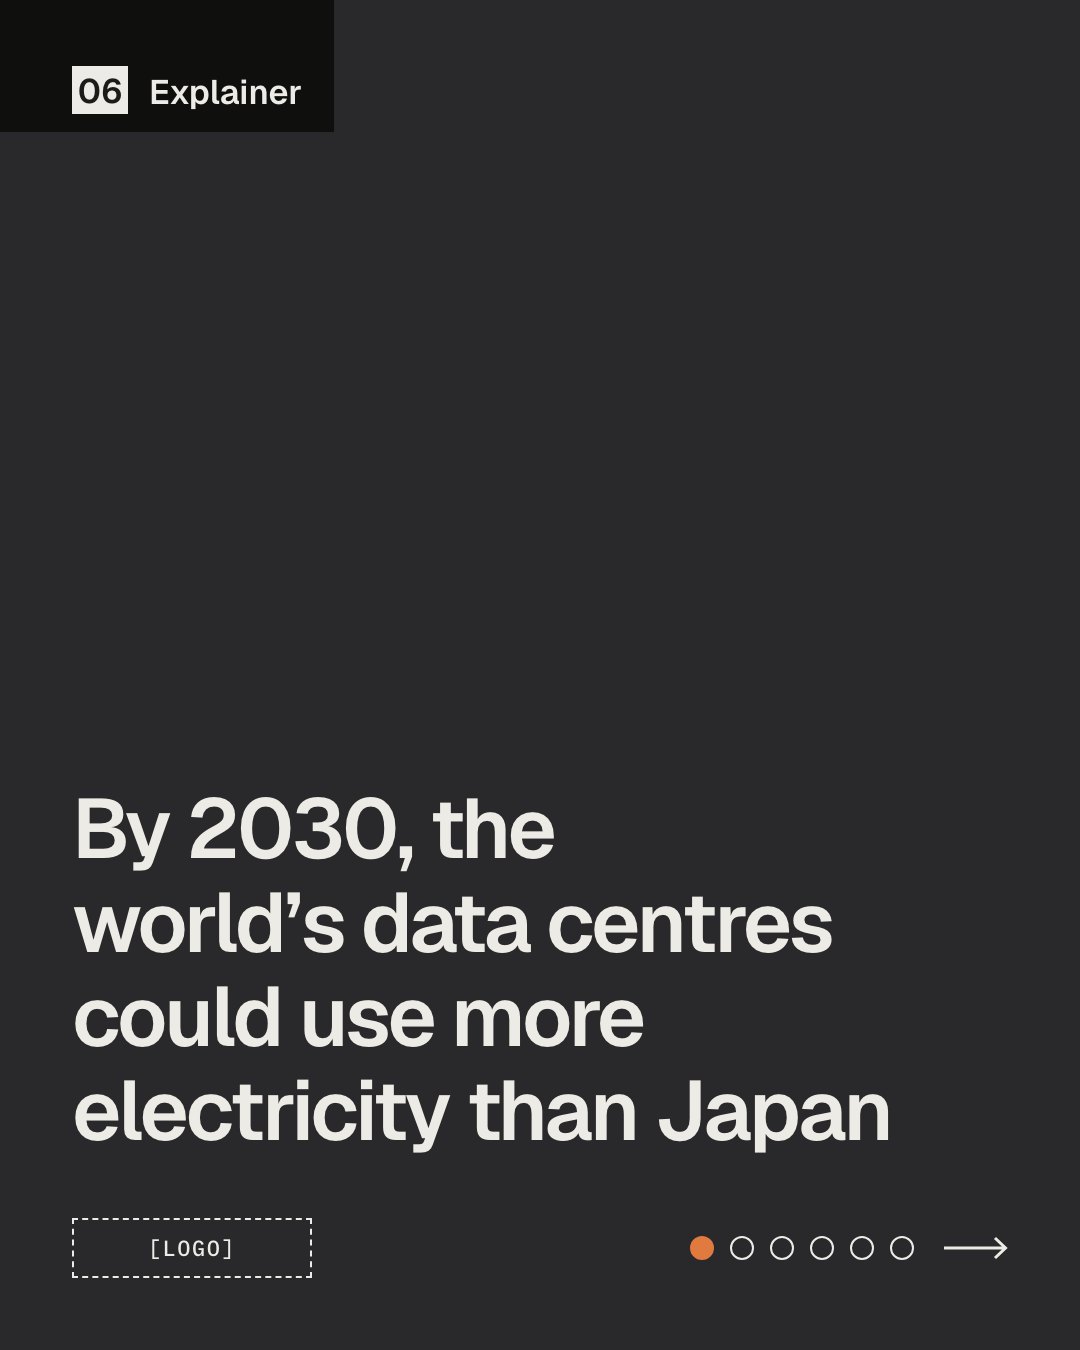 06 Explainer
By 2030, the
world’s data centres
could use more
electricity than Japan
[LOGO]